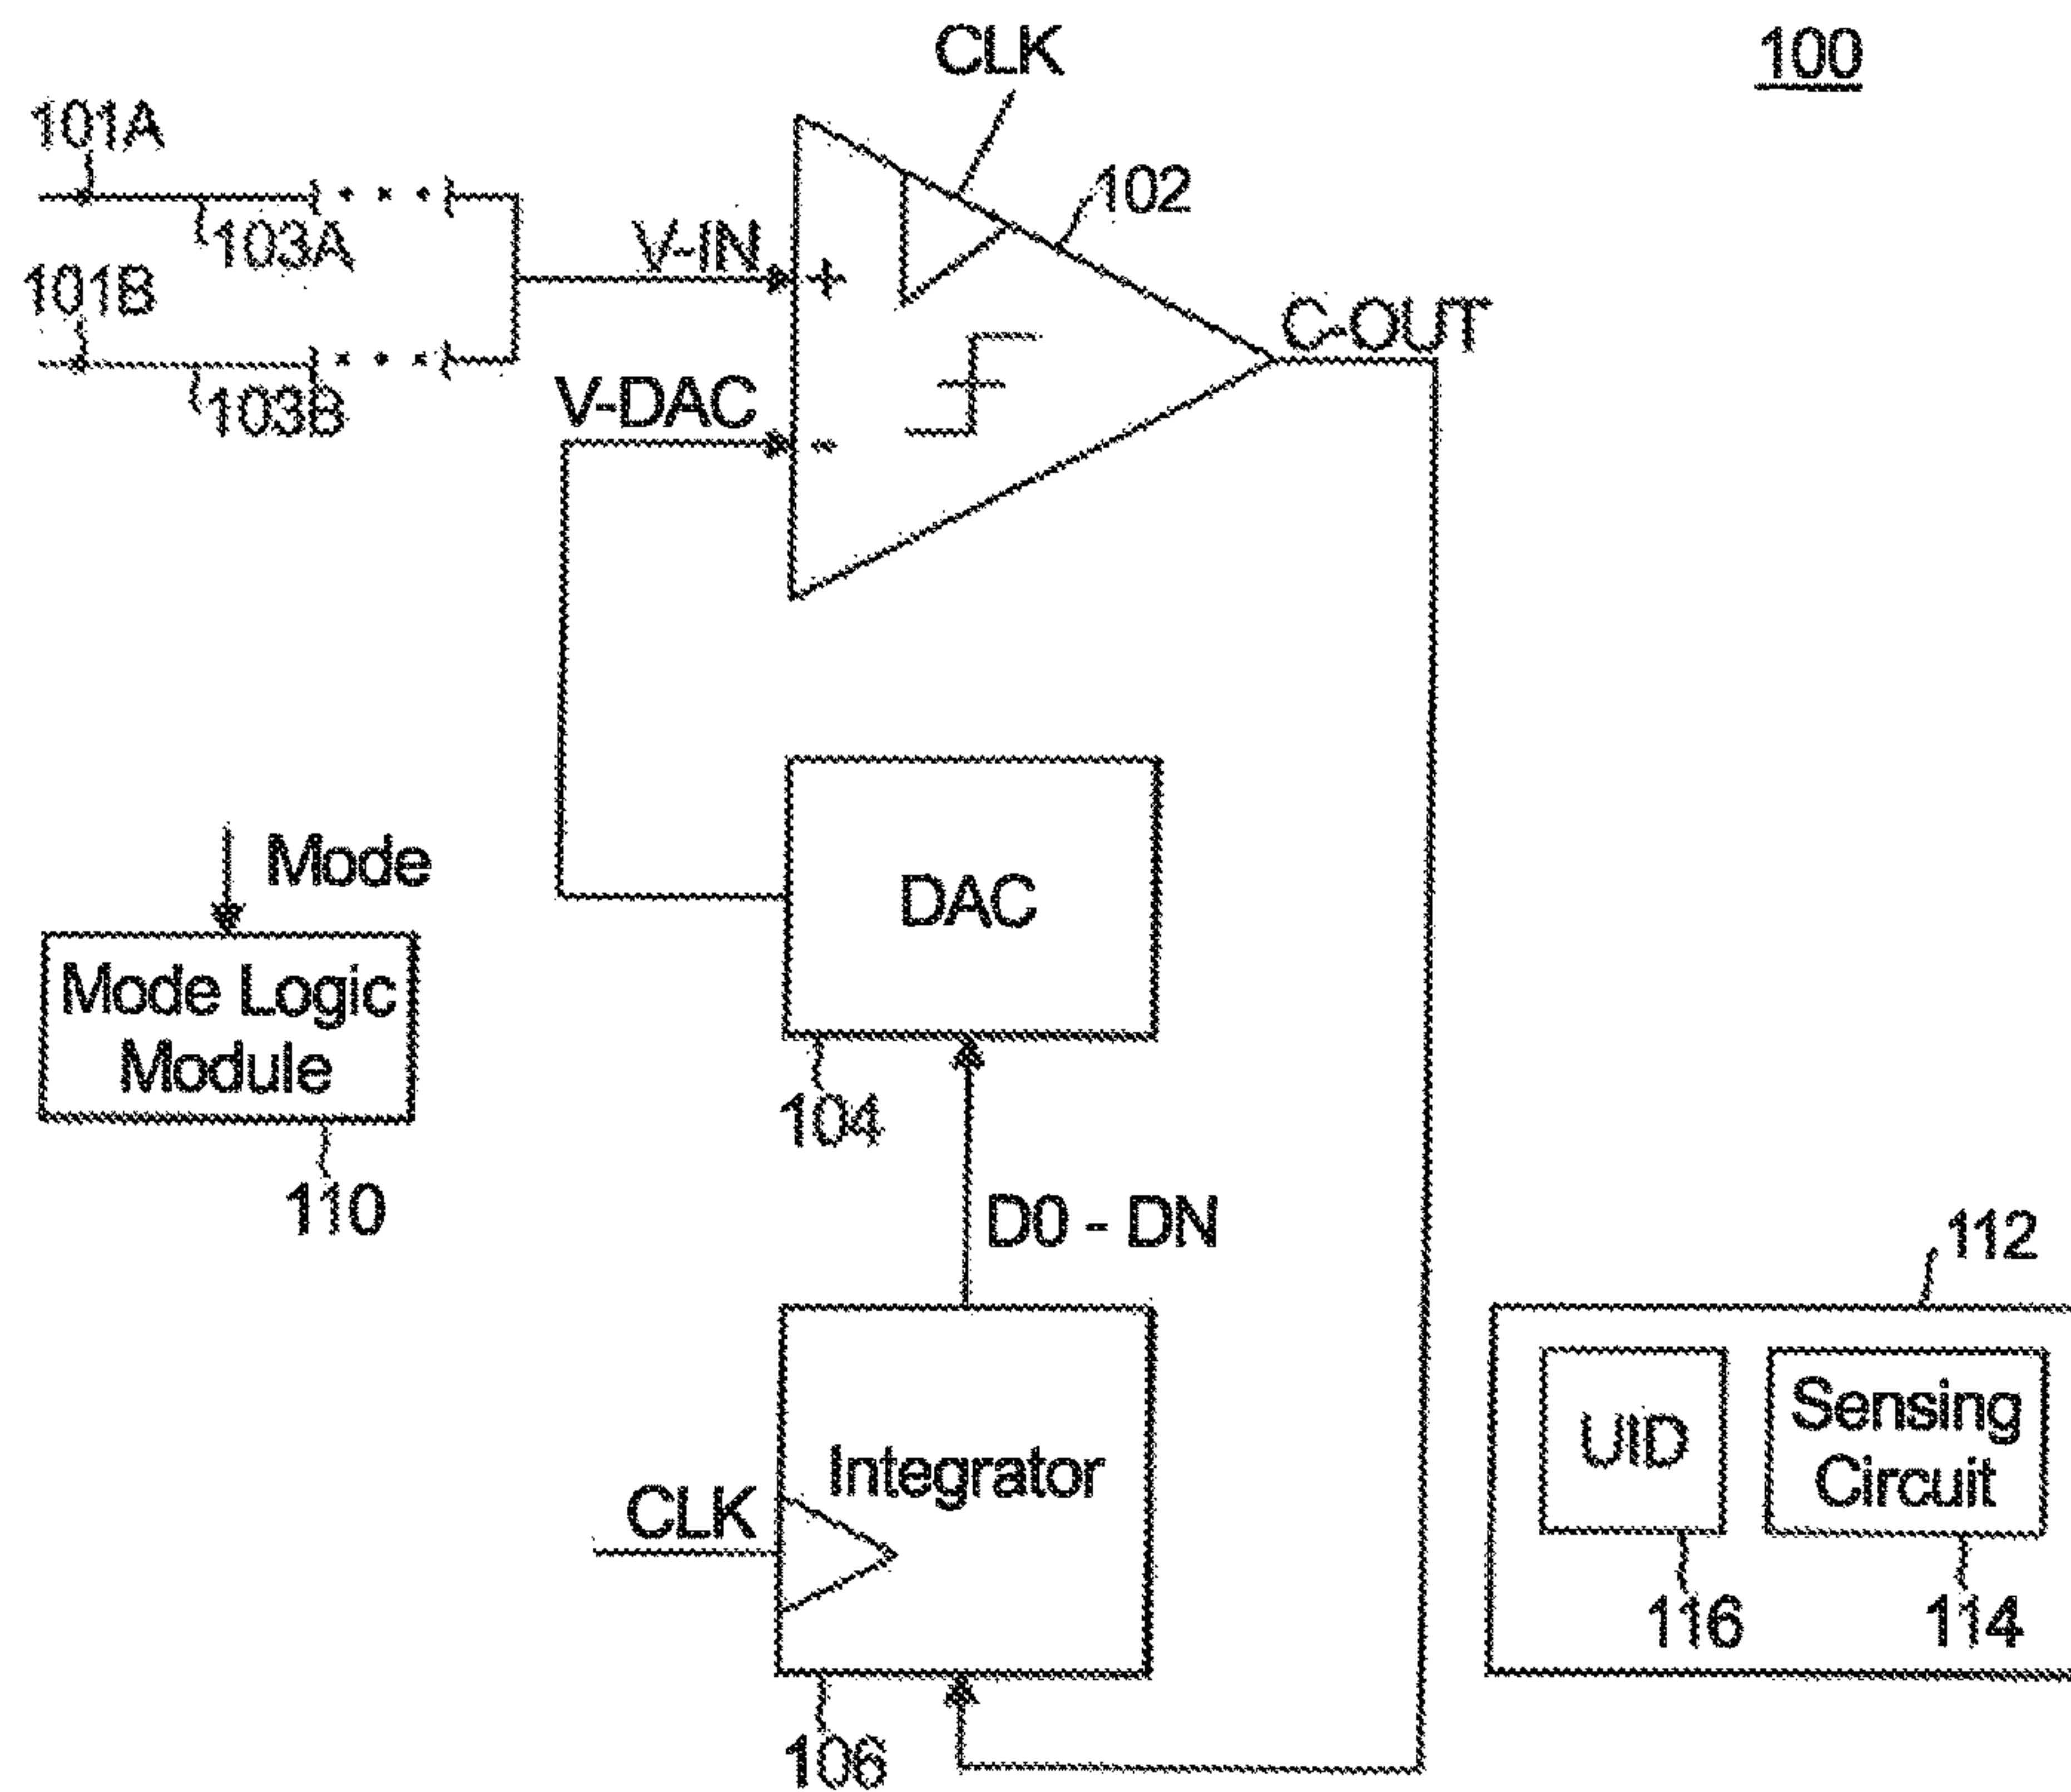 CLK
100
101A
102
103A
V-IN
+
101B
C-OUT
103B
V-DAC
-
Mode
DAC
Mode Logic
Module
104
110
D0 - DN
112
Integrator
UID
Sensing
Circuit
CLK
116
114
106